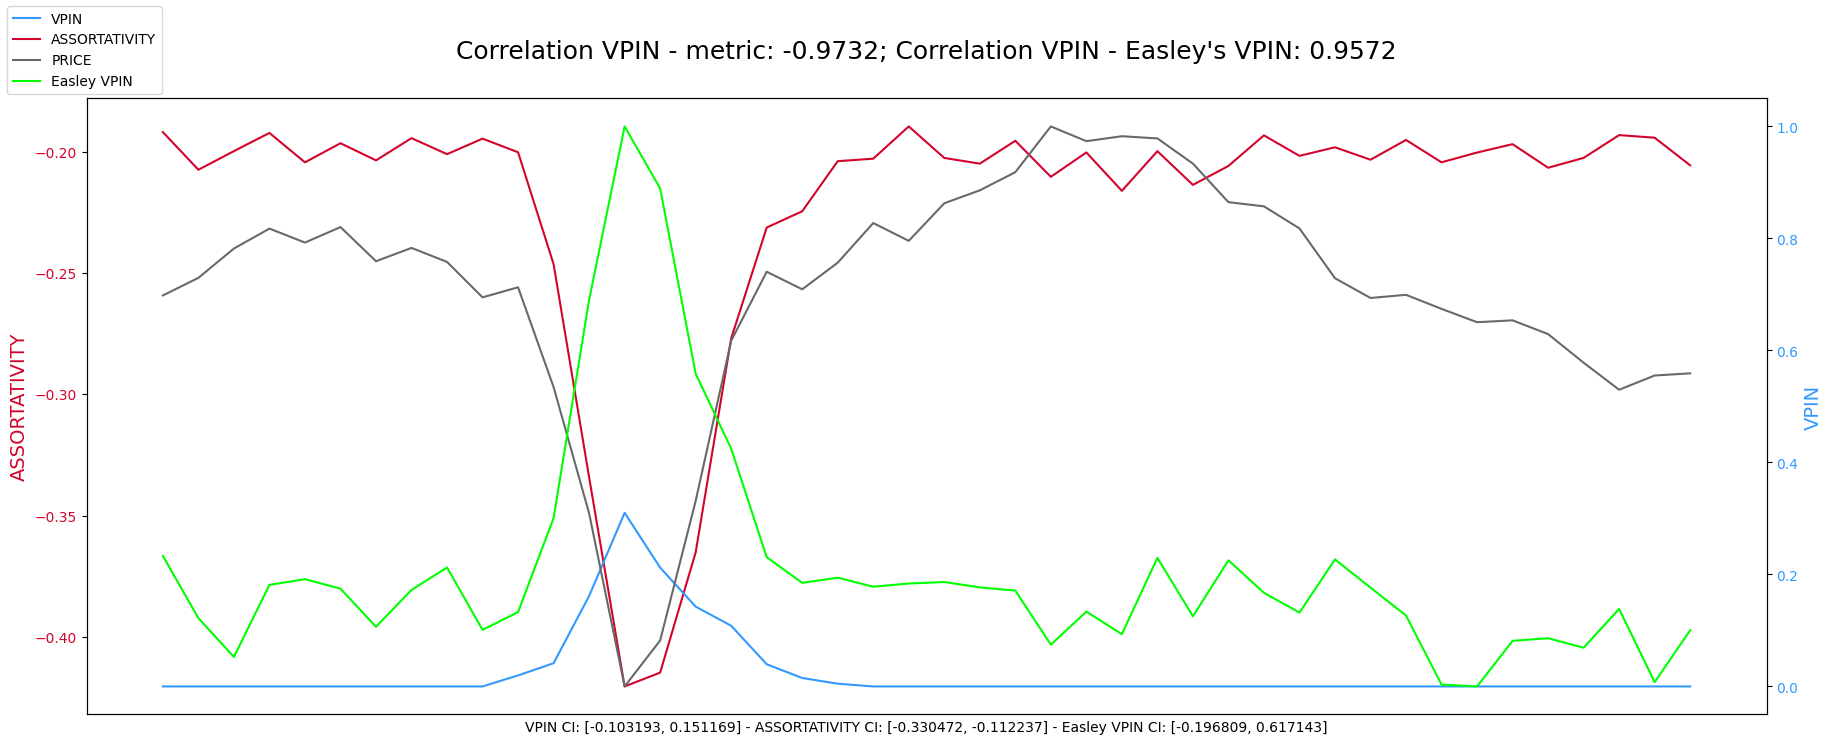 VPIN
ASSORTATIVITY
PRICE
Easley VPIN
Correlation VPIN - metric: -0.9732; Correlation VPIN - Easley's VPIN: 0.9572
ASSORTATIVITY
−0.20
−0.25
−0.30
−0.35
−0.40
1.0
0.8
0.6
0.4
0.2
0.0
VPIN
VPIN CI: [-0.103193, 0.151169] - ASSORTATIVITY CI: [-0.330472, -0.112237] - Easley VPIN CI: [-0.196809, 0.617143]